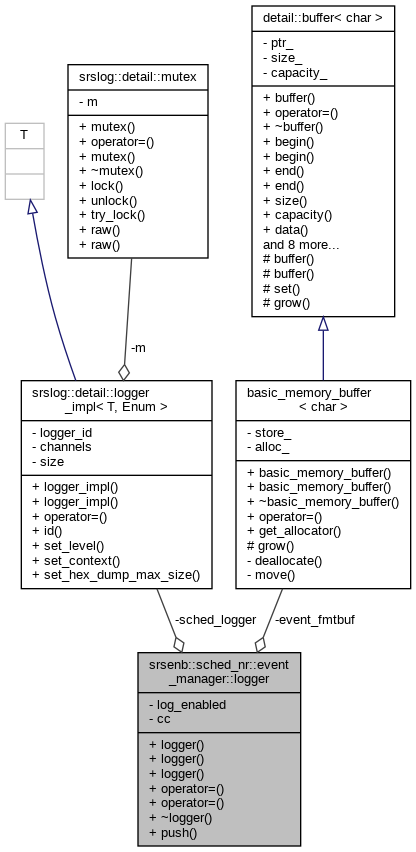 detail::buffer< char >
- ptr_
- size_
- capacity_
+ buffer()
+ operator=()
+ ~buffer()
+ begin()
+ begin()
+ end()
+ end()
+ size()
+ capacity()
+ data()
and 8 more...
# buffer()
# buffer()
# set()
# grow()
srslog::detail::mutex
- m
+ mutex()
+ operator=()
+ mutex()
+ ~mutex()
+ lock()
+ unlock()
+ try_lock()
+ raw()
+ raw()
T
-m
srslog::detail::logger
_impl< T, Enum >
- logger_id
- channels
- size
+ logger_impl()
+ logger_impl()
+ operator=()
+ id()
+ set_level()
+ set_context()
+ set_hex_dump_max_size()
basic_memory_buffer
< char >
- store_
- alloc_
+ basic_memory_buffer()
+ basic_memory_buffer()
+ ~basic_memory_buffer()
+ operator=()
+ get_allocator()
# grow()
- deallocate()
- move()
-sched_logger
-event_fmtbuf
srsenb::sched_nr::event
_manager::logger
- log_enabled
- cc
+ logger()
+ logger()
+ logger()
+ operator=()
+ operator=()
+ ~logger()
+ push()